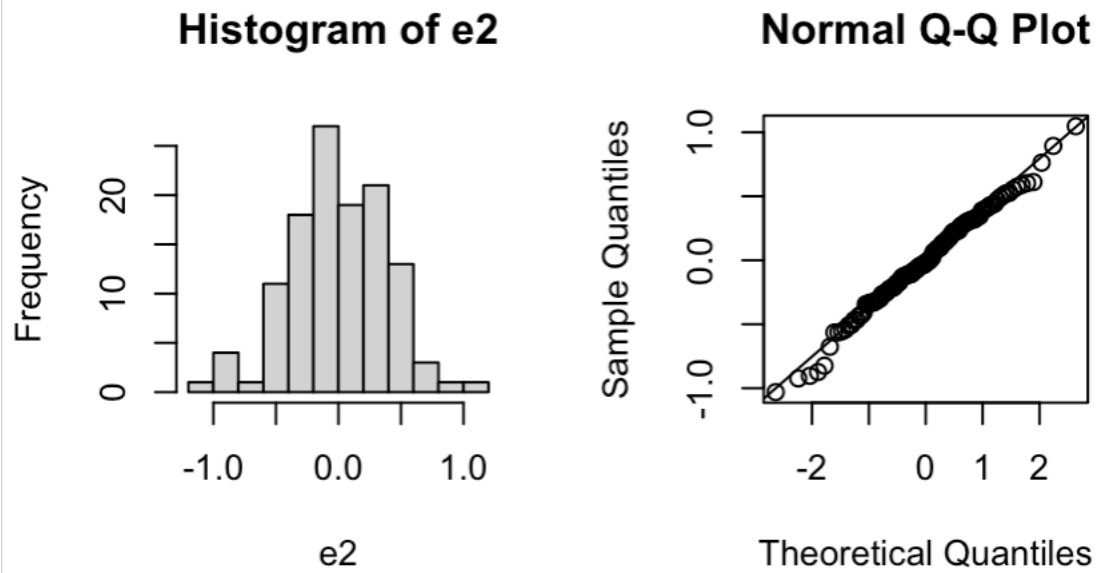 Histogram of e2
Frequency
0 10 20
-1.0 0.0 1.0
e2
Normal Q-Q Plot
Sample Quantiles
-1.0 0.0 1.0
-2 0 1 2
Theoretical Quantiles